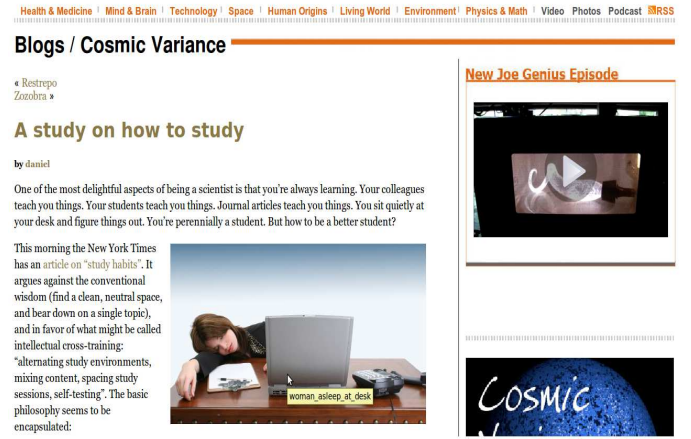 Health & Medicine | Mind & Brain | Technology | Space | Human Origins | Living World | Environment | Physics & Math | Video Photos Podcast RSS
Blogs / Cosmic Variance
« Restrepo
Zozobra »
A study on how to study
by daniel
One of the most delightful aspects of being a scientist is that you're always learning. Your colleagues
teach you things. Your students teach you things. Journal articles teach you things. You sit quietly at
your desk and figure things out. You're perennially a student. But how to be a better student?
This morning the New York Times
has an article on "study habits". It
argues against the conventional
wisdom (find a clean, neutral space,
and bear down on a single topic),
and in favor of what might be called
intellectual cross-training:
"alternating study environments,
mixing content, spacing study
sessions, self-testing". The basic
philosophy seems to be
encapsulated:
woman_asleep_at_desk
New Joe Genius Episode
COSMIC